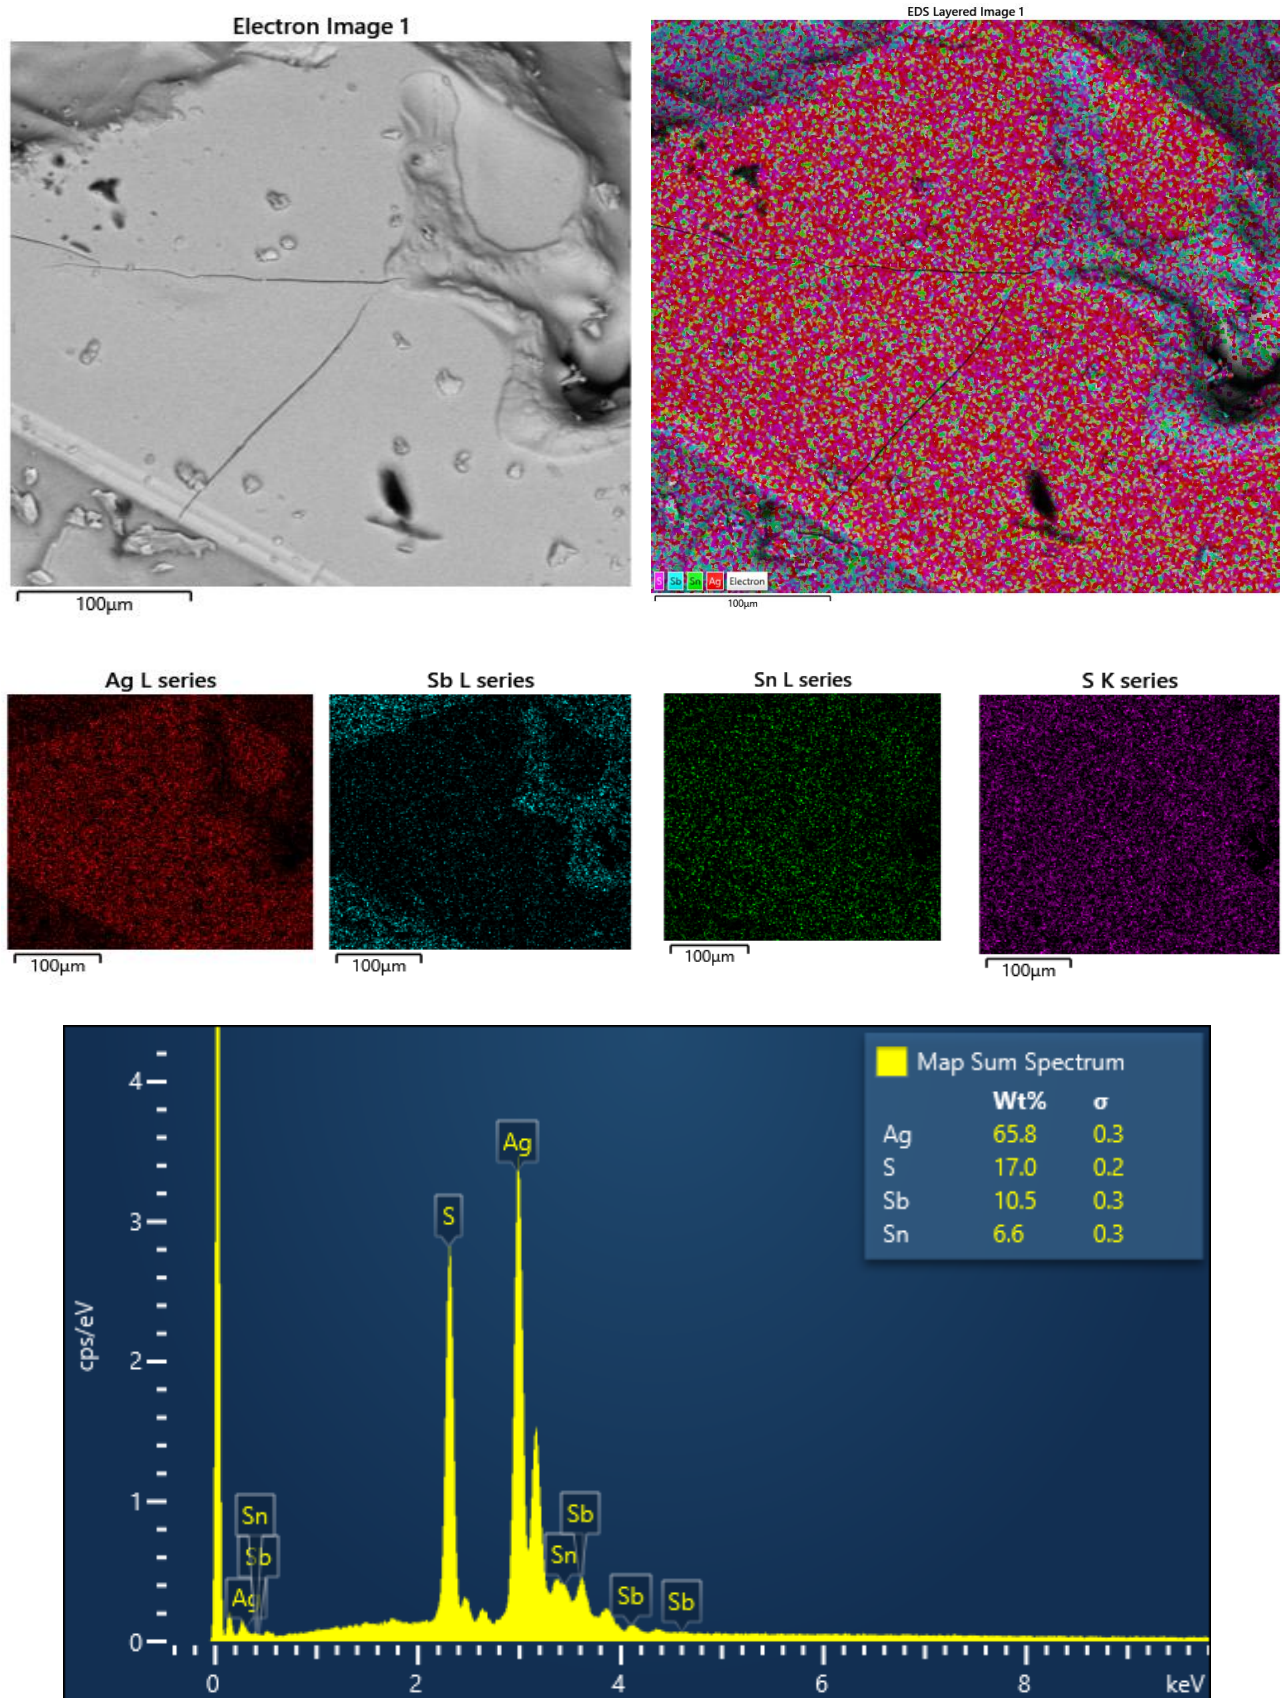 Electron Image 1
100μm
EDS Layered Image 1
S Sb Sn Ag Electron
100μm
Ag L series
100μm
Sb L series
100μm
Sn L series
100μm
S K series
100μm
Map Sum Spectrum
Wt% σ
Ag 65.8 0.3
S 17.0 0.2
Sb 10.5 0.3
Sn 6.6 0.3
cps/eV
4
3
2
1
0
Ag
S
Sn
Sb
Ag
Sb
Sn
Sb
Sb
0 2 4 6 8 keV